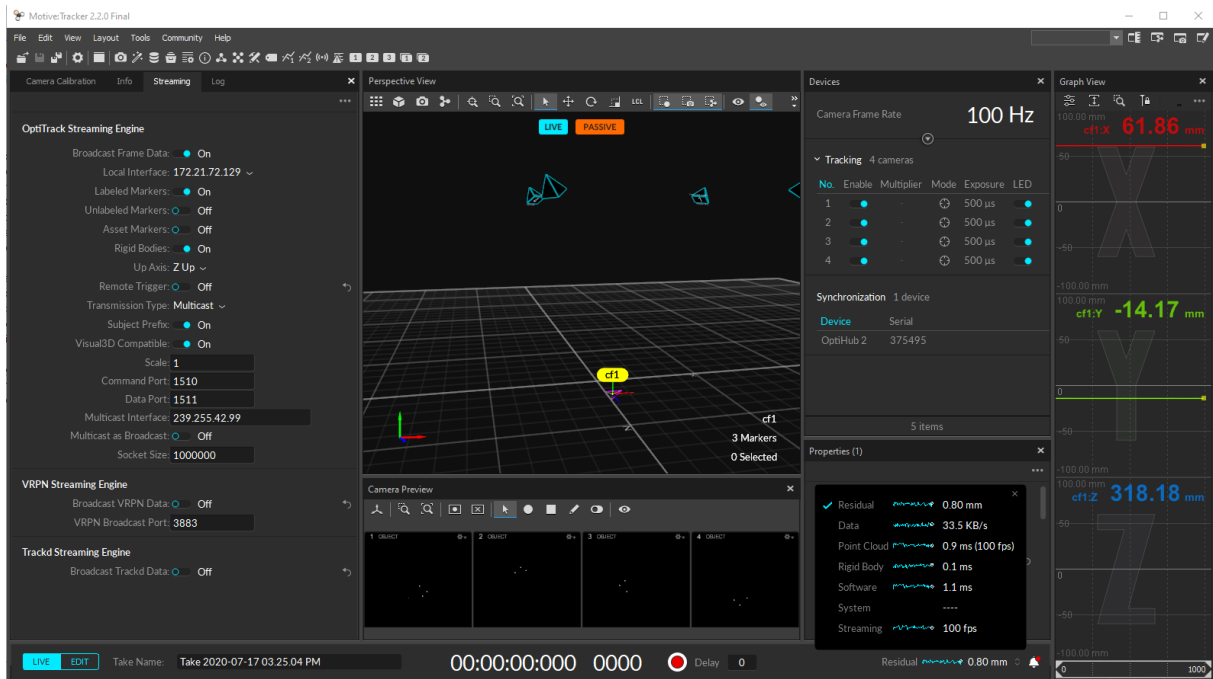 Motive:Tracker 2.2.0 Final
File Edit View Layout Tools Community Help
1 2 3
Camera Calibration Info Streaming Log
OptiTrack Streaming Engine
Broadcast Frame Data: On
Local Interface: 172.21.72.129
Labeled Markers: On
Unlabeled Markers: Off
Asset Markers: Off
Rigid Bodies: On
Up Axis: Z Up
Remote Trigger: Off
Transmission Type: Multicast
Subject Prefix: On
Visual3D Compatible: On
Scale: 1
Command Port: 1510
Data Port: 1511
Multicast Interface: 239.255.42.99
Multicast as Broadcast: Off
Socket Size: 1000000
VRPN Streaming Engine
Broadcast VRPN Data: Off
VRPN Broadcast Port: 3883
Trackd Streaming Engine
Broadcast Trackd Data: Off
Perspective View
LCL
LIVE PASSIVE
cf1
Z
cf1
3 Markers
0 Selected
Camera Preview
1 OBJECT 2 OBJECT 3 OBJECT 4 OBJECT
Devices
Camera Frame Rate 100 Hz
Tracking 4 cameras
No. Enable Multiplier Mode Exposure LED
1 - 500 µs
2 - 500 µs
3 - 500 µs
4 - 500 µs
Synchronization 1 device
Device Serial
OptiHub 2 375495
5 items
Properties (1)
Residual 0.80 mm
Data 33.5 KB/s
Point Cloud 0.9 ms (100 fps)
Rigid Body 0.1 ms
Software 1.1 ms
System ----
Streaming 100 fps
Graph View
100.00 mm
cf1:X 61.86 mm
50
X
0
-50
-100.00 mm
100.00 mm
cf1:Y -14.17 mm
50
Y
0
-50
-100.00 mm
100.00 mm
cf1:Z 318.18 mm
50
Z
0
-50
-100.00 mm
0 1000
LIVE EDIT Take Name: Take 2020-07-17 03.25.04 PM 00:00:00:000 0000 Delay 0 Residual 0.80 mm